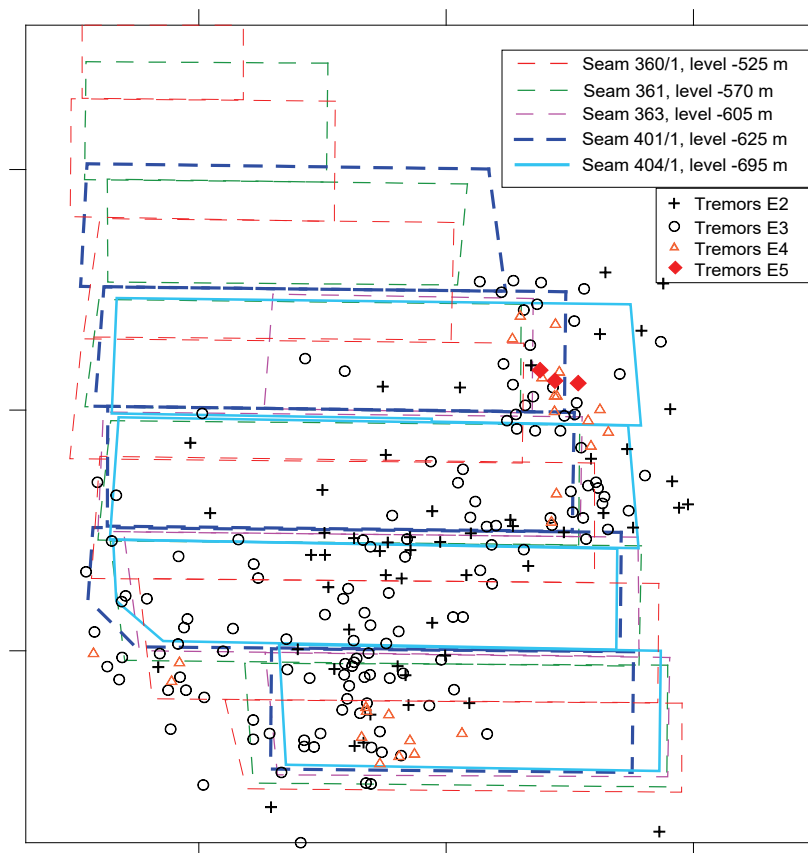 Seam 360/1, level -525 m
Seam 361, level -570 m
Seam 363, level -605 m
Seam 401/1, level -625 m
Seam 404/1, level -695 m
Tremors E2
Tremors E3
Tremors E4
Tremors E5